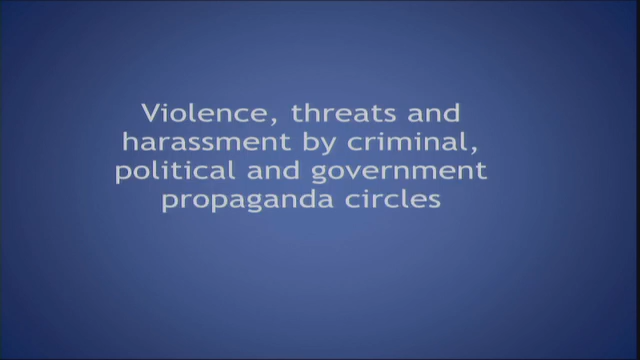 Violence, threats and
harassment by criminal,
political and government
propaganda circles